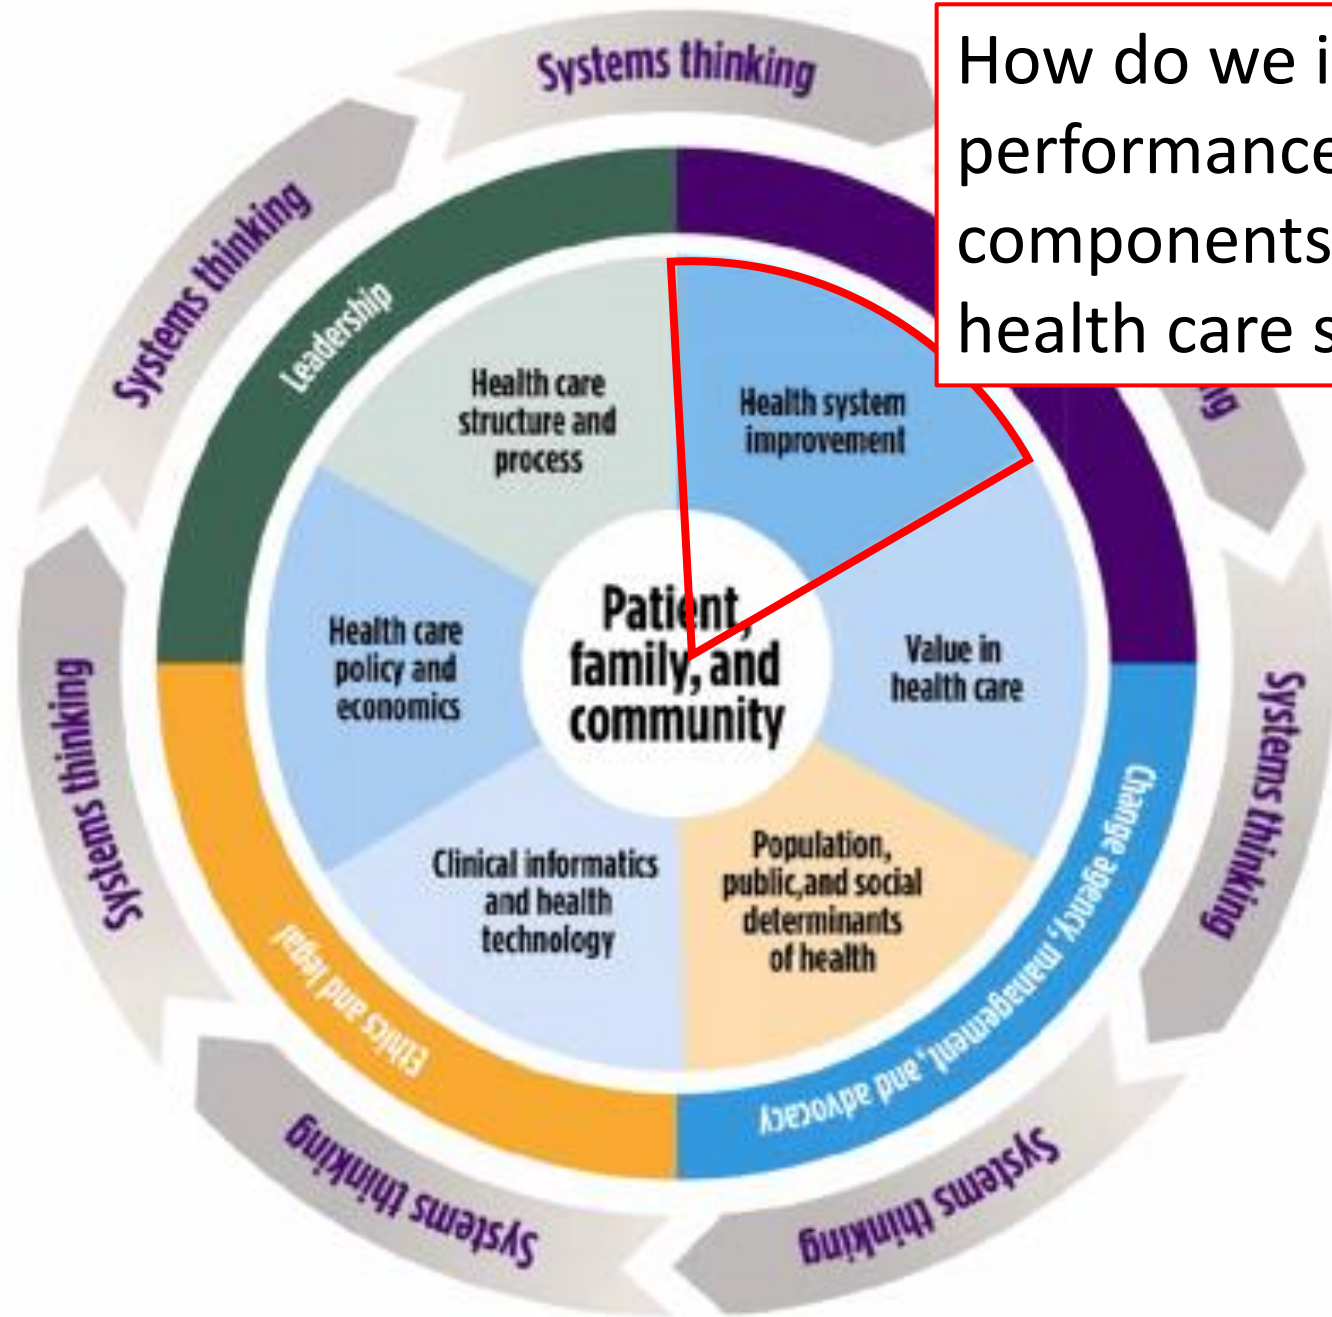 Systems thinking
How do we i
performance
components
health care s
Systems thinking
Leadership
Health care
structure and
process
Health system
improvement
Patient,
family, and
community
Health care
policy and
economics
Value in
health care
Clinical informatics
and health
technology
Population,
public,and social
determinants
of health
Change agency, management, and advocacy
Ethics and legal
ng
Systems thinking
Systems thinking
Systems thinking
Systems thinking